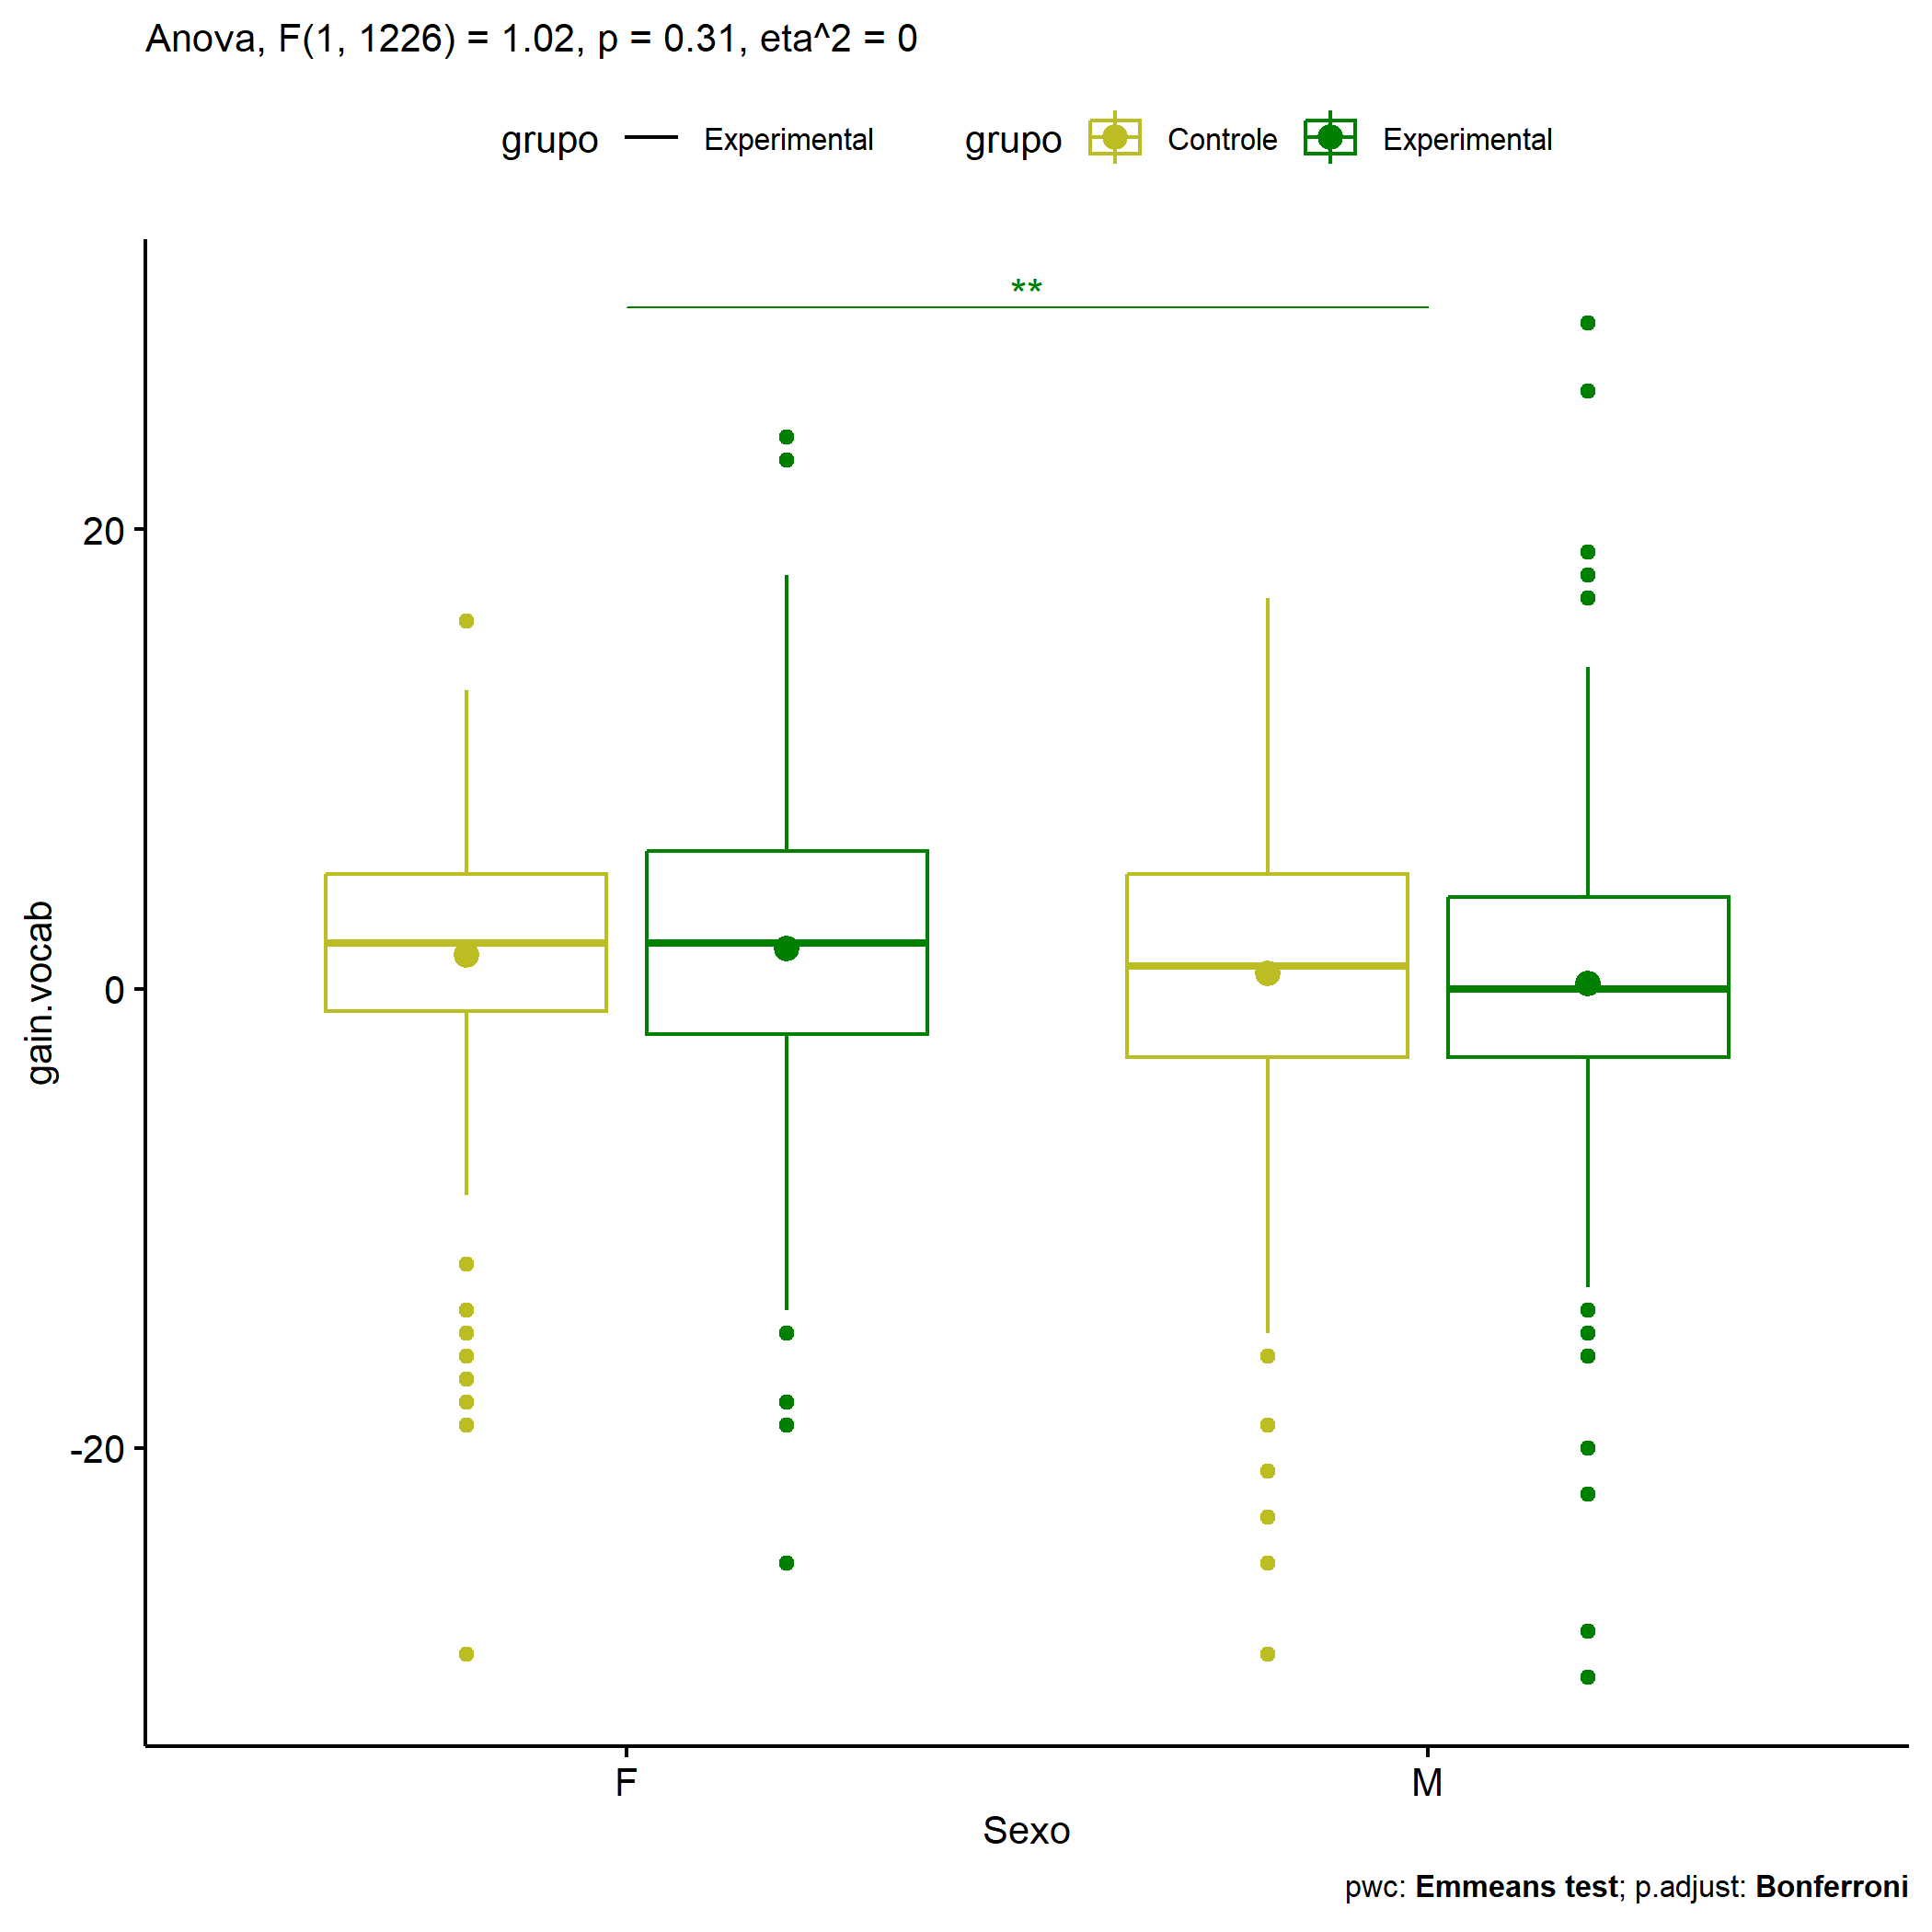 Anova, F(1, 1226) = 1.02, p = 0.31, eta^2 = 0
grupo Experimental grupo Controle Experimental
**
20
0
-20
gain.vocab
F M
Sexo
pwc: Emmeans test; p.adjust: Bonferroni